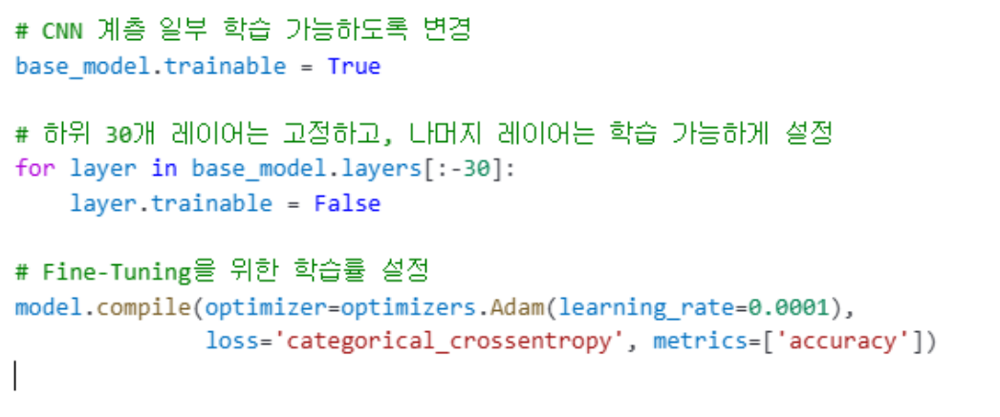 # CNN 계층 일부 학습 가능하도록 변경
base_model.trainable = True
# 하위 30개 레이어는 고정하고, 나머지 레이어는 학습 가능하게 설정
for layer in base_model.layers[:-30]:
    layer.trainable = False
# Fine-Tuning을 위한 학습률 설정
model.compile(optimizer=optimizers.Adam(learning_rate=0.0001),
              loss='categorical_crossentropy', metrics=['accuracy'])